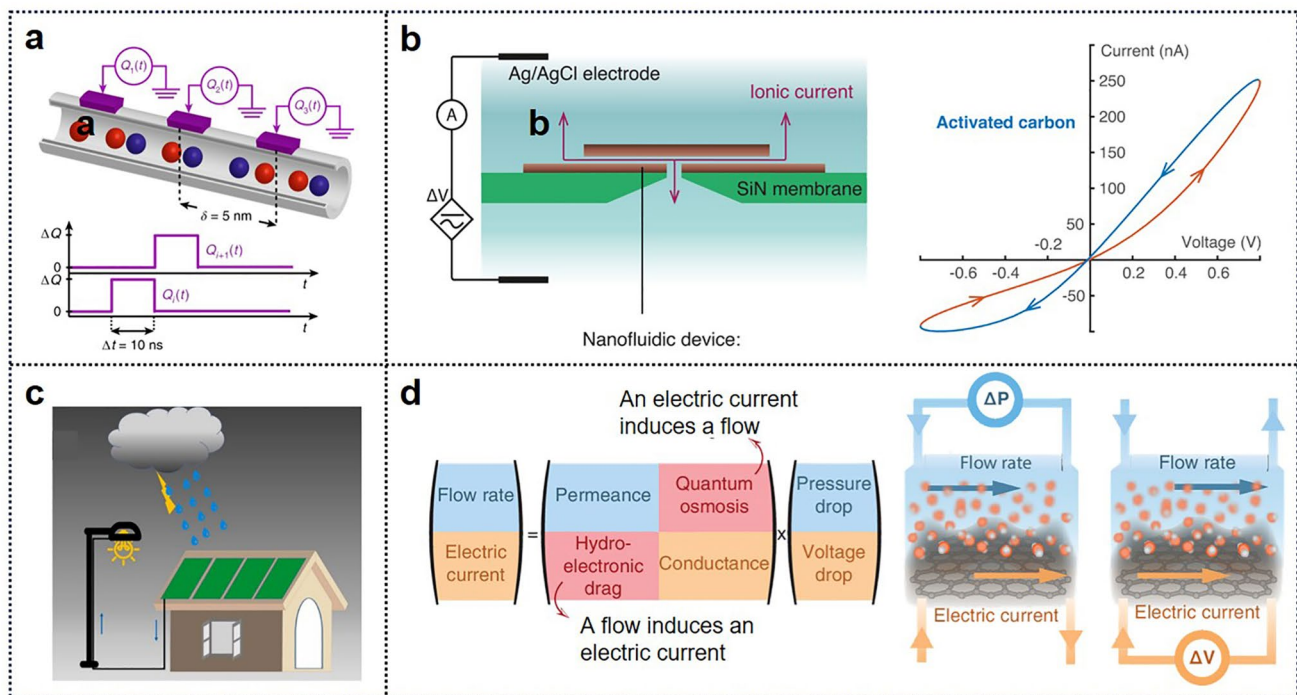 a
Q1(t)
Q2(t)
Q3(t)
a
δ = 5 nm
ΔQ
0
Qi+1(t)
t
ΔQ
0
Qi(t)
t
Δt = 10 ns
b
Ag/AgCl electrode
A
b
Ionic current
SiN membrane
ΔV
Nanofluidic device:
Current (nA)
250
200
150
100
50
-50
Activated carbon
Voltage (V)
-0.2
-0.6
-0.4
0.2
0.4
0.6
c
d
An electric current
induces a flow
Flow rate
Electric
current
=
Permeance
Quantum
osmosis
Hydro-
electronic
drag
Conductance
x
Pressure
drop
Voltage
drop
A flow induces an
electric current
ΔP
Flow rate
Electric current
Flow rate
Electric current
ΔV